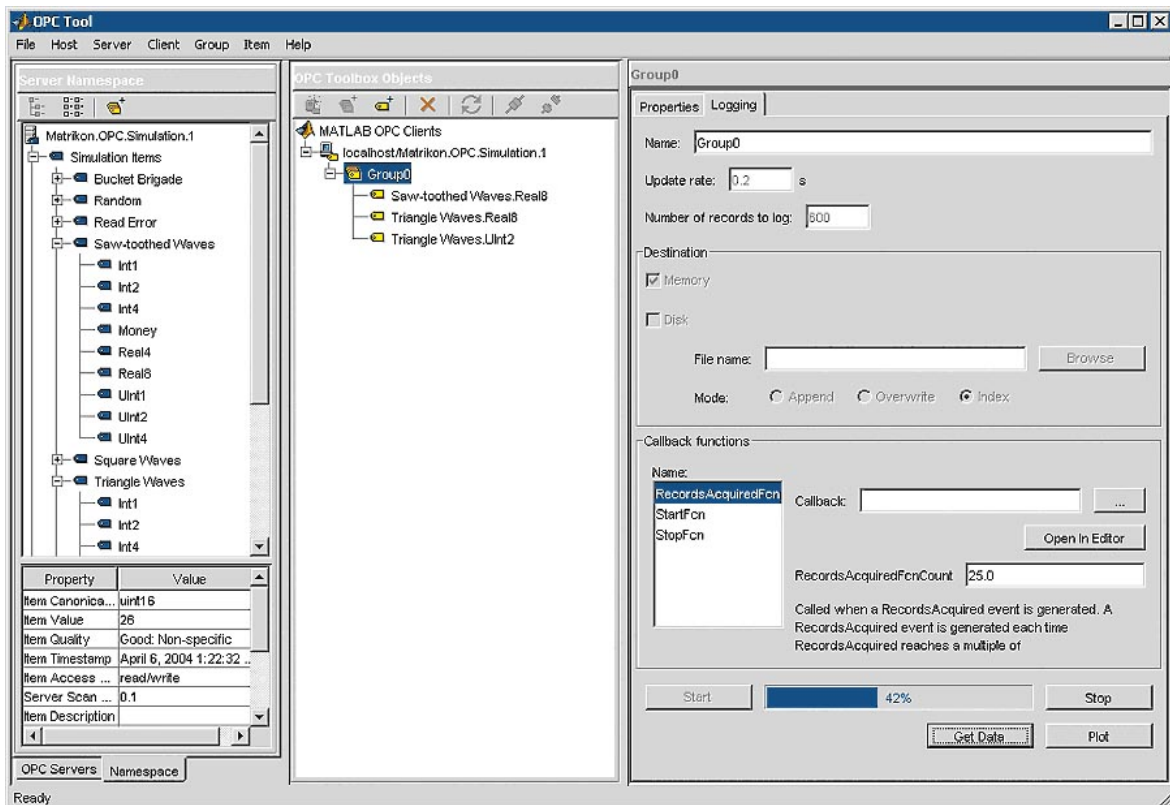 OPC Tool
File Host Server Client Group Item Help
Server Namespace
Matrikon.OPC.Simulation.1
Simulation Items
Bucket Brigade
Random
Read Error
Saw-toothed Waves
Int1
Int2
Int4
Money
Real4
Real8
UInt1
UInt2
UInt4
Square Waves
Triangle Waves
Int1
Int2
Int4
Property Value
Item Canonica... uint16
Item Value 26
Item Quality Good: Non-specific
Item Timestamp April 6, 2004 1:22:32 ...
Item Access ... read/write
Server Scan ... 0.1
Item Description
OPC Servers Namespace
Ready
OPC Toolbox Objects
MATLAB OPC Clients
localhost/Matrikon.OPC.Simulation.1
Group0
Saw-toothed Waves.Real8
Triangle Waves.Real8
Triangle Waves.UInt2
Group0
Properties Logging
Name: Group0
Update rate: 0.2 s
Number of records to log: 600
Destination
Memory
Disk
File name: Browse
Mode: Append Overwrite Index
Callback functions
Name:
RecordsAcquiredFcn
StartFcn
StopFcn
Callback: ...
Open In Editor
RecordsAcquiredFcnCount 25.0
Called when a RecordsAcquired event is generated. A
RecordsAcquired event is generated each time
RecordsAcquired reaches a multiple of
Start 42% Stop
Get Data Plot